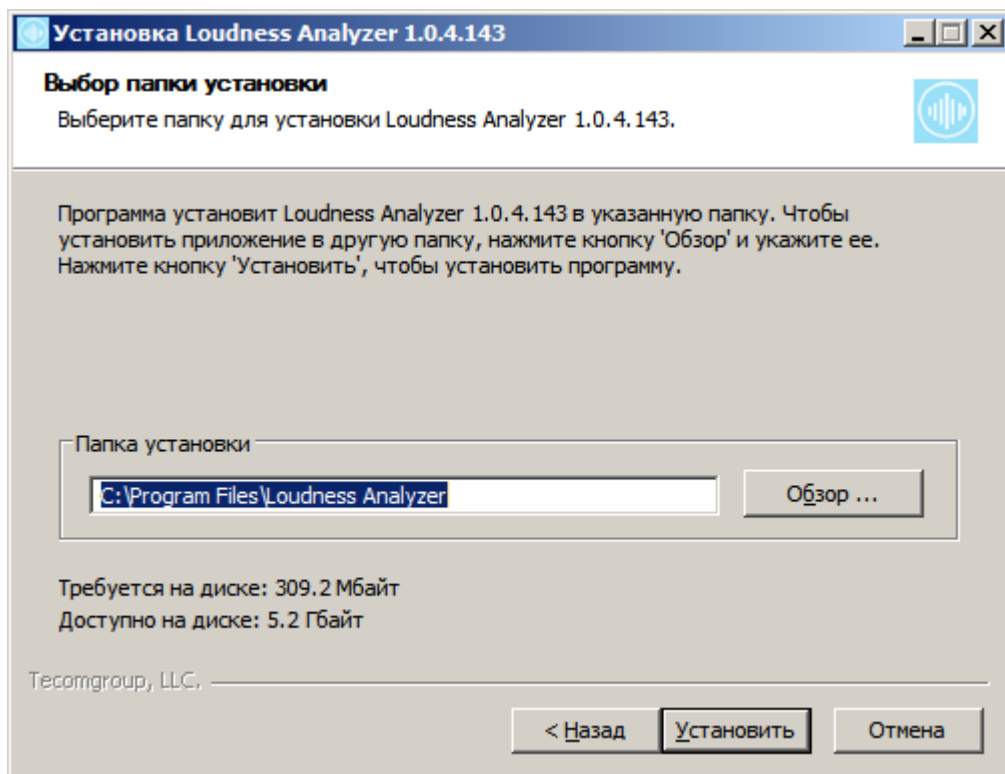 Установка Loudness Analyzer 1.0.4.143
Выбор папки установки
Выберите папку для установки Loudness Analyzer 1.0.4.143.
Программа установит Loudness Analyzer 1.0.4.143 в указанную папку. Чтобы
установить приложение в другую папку, нажмите кнопку 'Обзор' и укажите ее.
Нажмите кнопку 'Установить', чтобы установить программу.
Папка установки
C:\Program Files\Loudness Analyzer
Обзор ...
Требуется на диске: 309.2 Мбайт
Доступно на диске: 5.2 Гбайт
Tecomgroup, LLC.
< Назад Установить Отмена